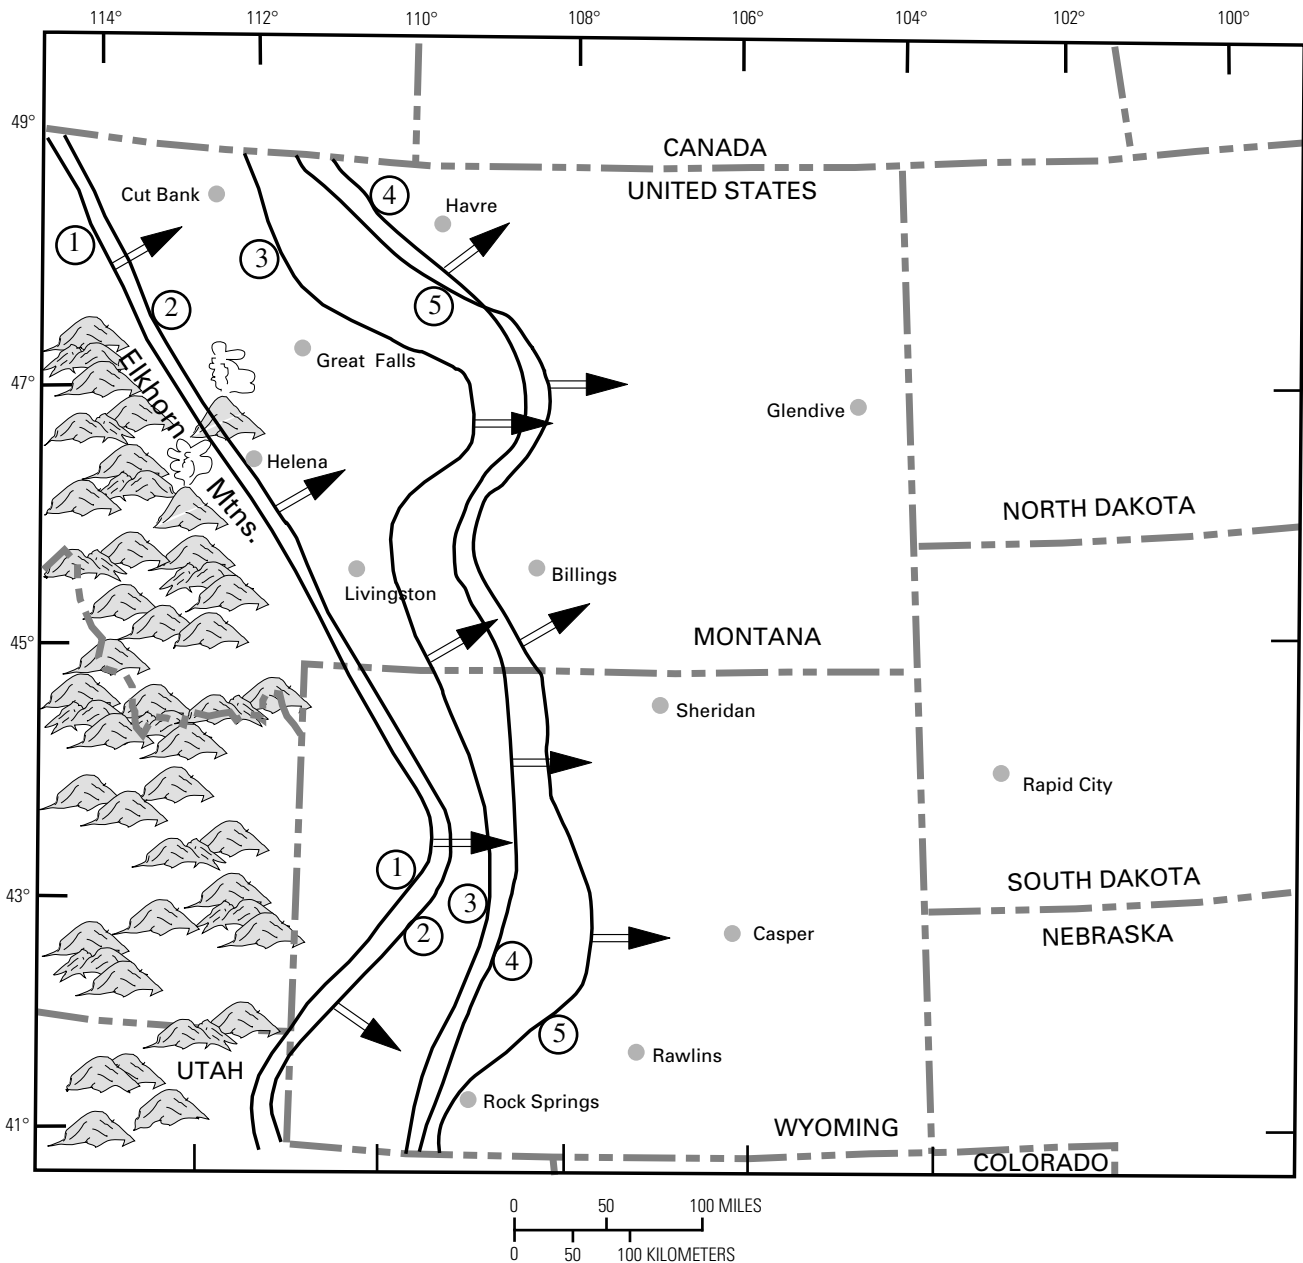 114° 112° 110° 108° 106° 104° 102° 100°
49°
CANADA
UNITED STATES
Cut Bank
4
Havre
1
3
2
5
Elkhorn
Great Falls
47°
Glendive
Helena
Mtns.
NORTH DAKOTA
Billings
Livingston
45°
MONTANA
Sheridan
Rapid City
1
43°
3
SOUTH DAKOTA
2
Casper
NEBRASKA
4
5
Rawlins
UTAH
Rock Springs
41°
WYOMING
COLORADO
0 50 100 MILES
0 50 100 KILOMETERS